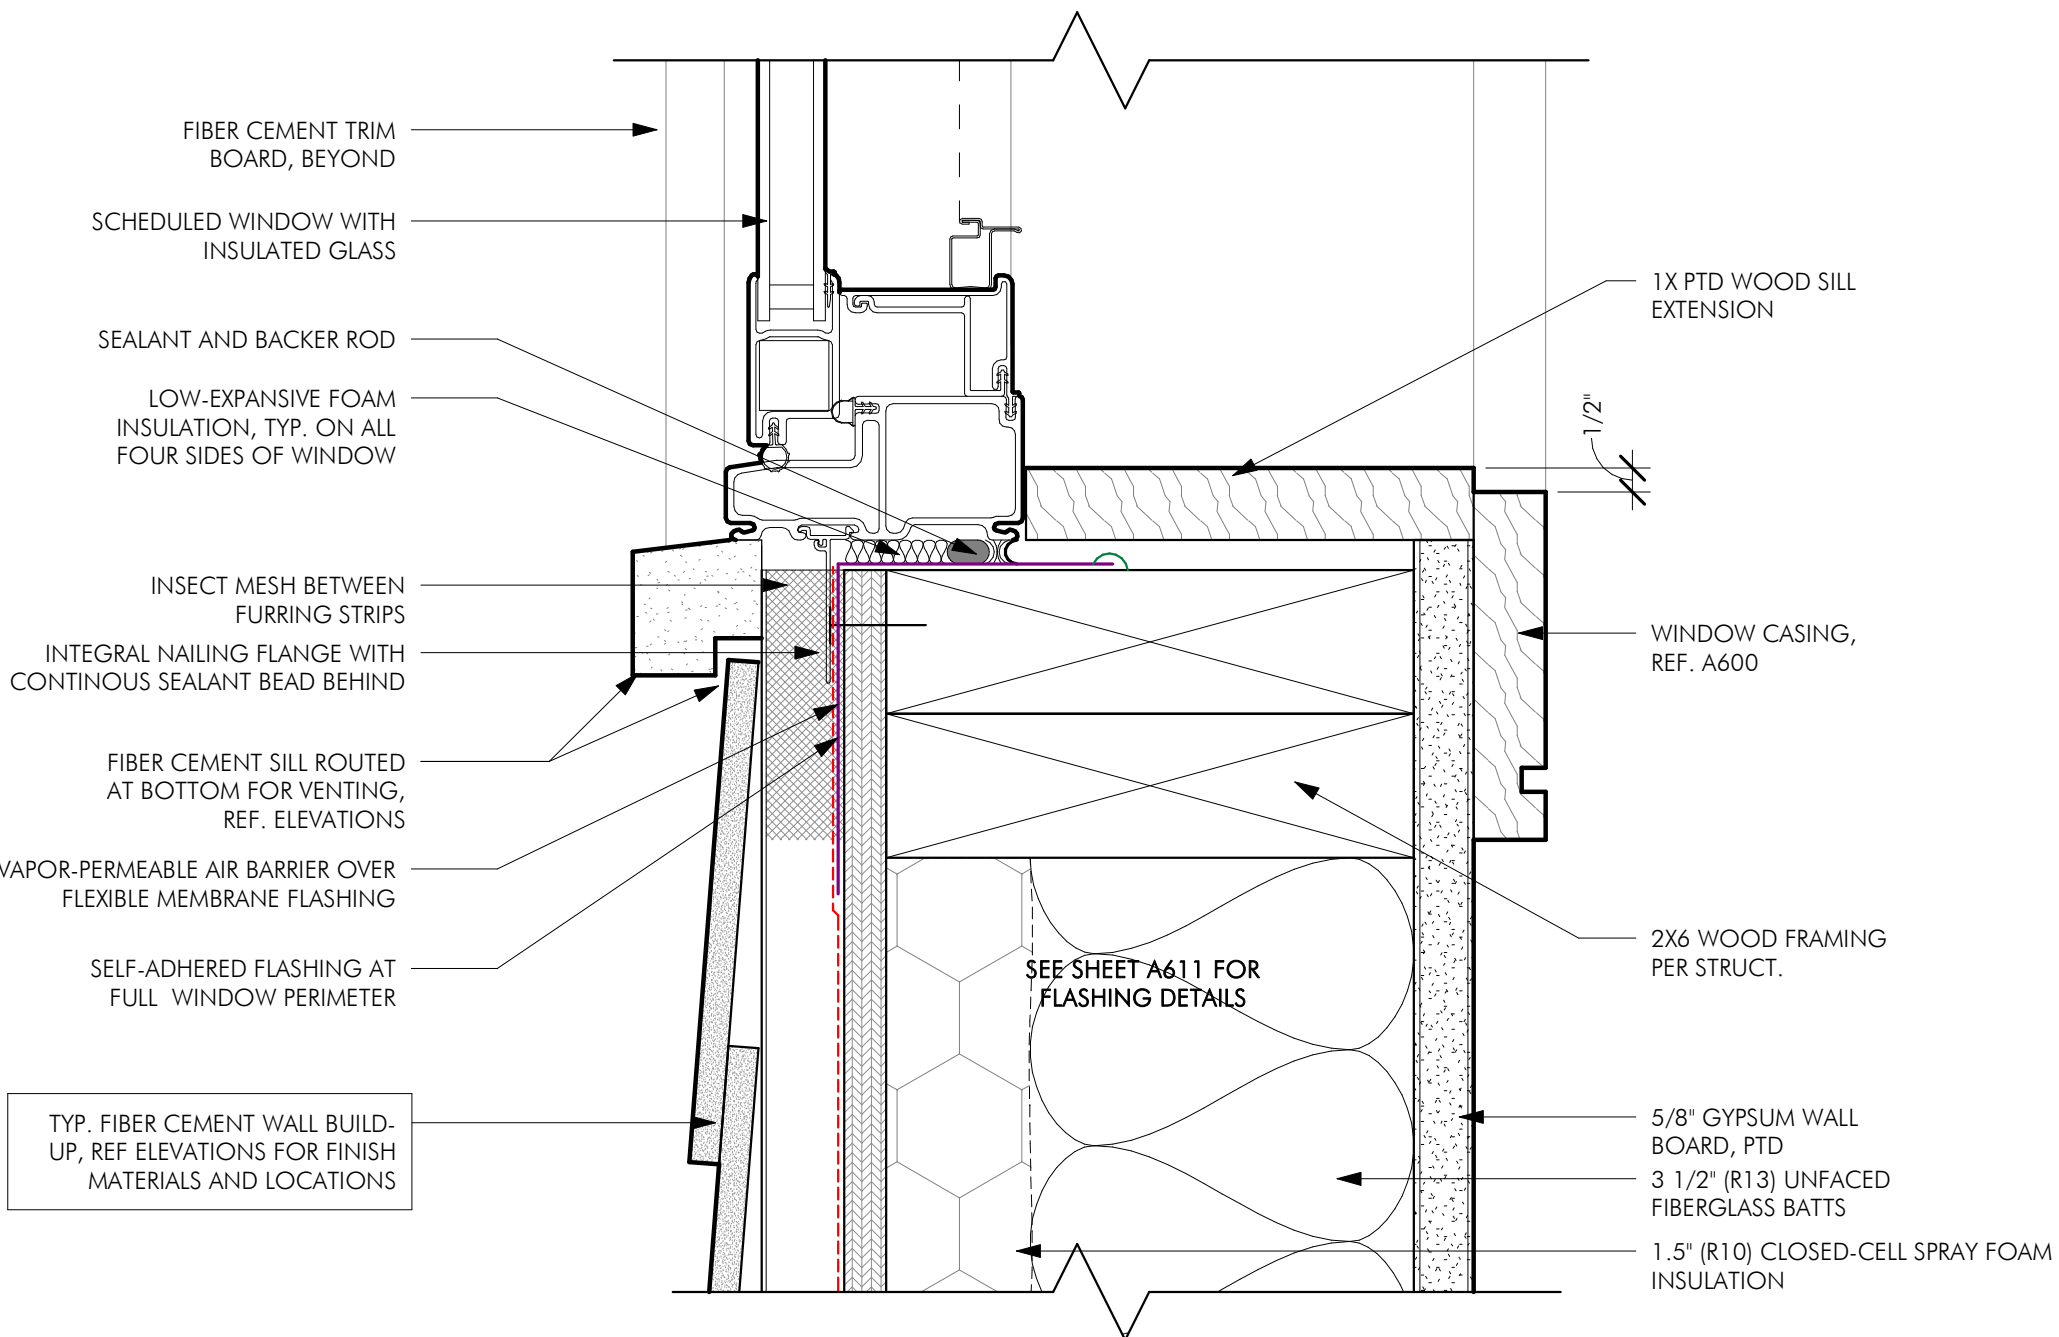 FIBER CEMENT TRIM
BOARD, BEYOND
SCHEDULED WINDOW WITH
INSULATED GLASS
SEALANT AND BACKER ROD
LOW-EXPANSIVE FOAM
INSULATION, TYP. ON ALL
FOUR SIDES OF WINDOW
INSECT MESH BETWEEN
FURRING STRIPS
INTEGRAL NAILING FLANGE WITH
CONTINOUS SEALANT BEAD BEHIND
FIBER CEMENT SILL ROUTED
AT BOTTOM FOR VENTING,
REF. ELEVATIONS
VAPOR-PERMEABLE AIR BARRIER OVER
FLEXIBLE MEMBRANE FLASHING
SELF-ADHERED FLASHING AT
FULL WINDOW PERIMETER
TYP. FIBER CEMENT WALL BUILD-
UP, REF ELEVATIONS FOR FINISH
MATERIALS AND LOCATIONS
SEE SHEET A611 FOR
FLASHING DETAILS
1X PTD WOOD SILL
EXTENSION
1/2"
WINDOW CASING,
REF. A600
2X6 WOOD FRAMING
PER STRUCT.
5/8" GYPSUM WALL
BOARD, PTD
3 1/2" (R13) UNFACED
FIBERGLASS BATTS
1.5" (R10) CLOSED-CELL SPRAY FOAM
INSULATION